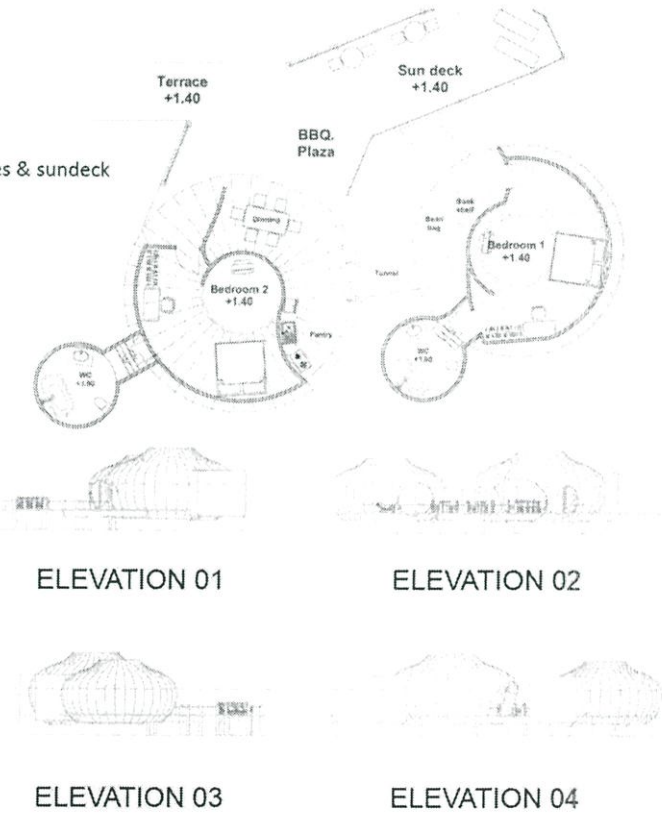 Terrace
+1.40
Sun deck
+1.40
BBQ.
Plaza
es & sundeck
Book
shelf
Bean
bag
Dinning
Bedroom 1
+1.40
Tunnel
Bedroom 2
+1.40
Pantry
WC
WC
ELEVATION 01
ELEVATION 02
ELEVATION 03
ELEVATION 04